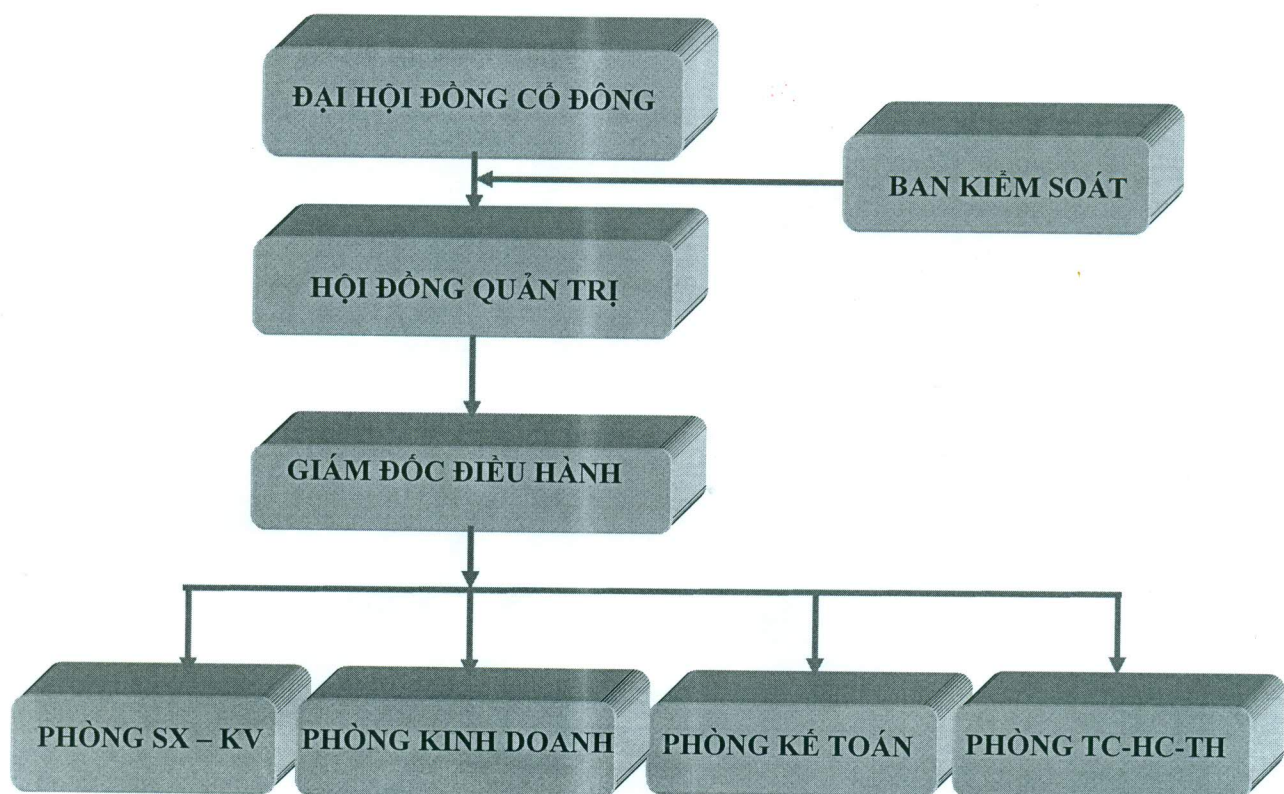 ĐẠI HỘI ĐỒNG CỔ ĐÔNG
BAN KIỂM SOÁT
HỘI ĐỒNG QUẢN TRỊ
GIÁM ĐỐC ĐIỀU HÀNH
PHÒNG SX – KV
PHÒNG KINH DOANH
PHÒNG KẾ TOÁN
PHÒNG TC-HC-TH